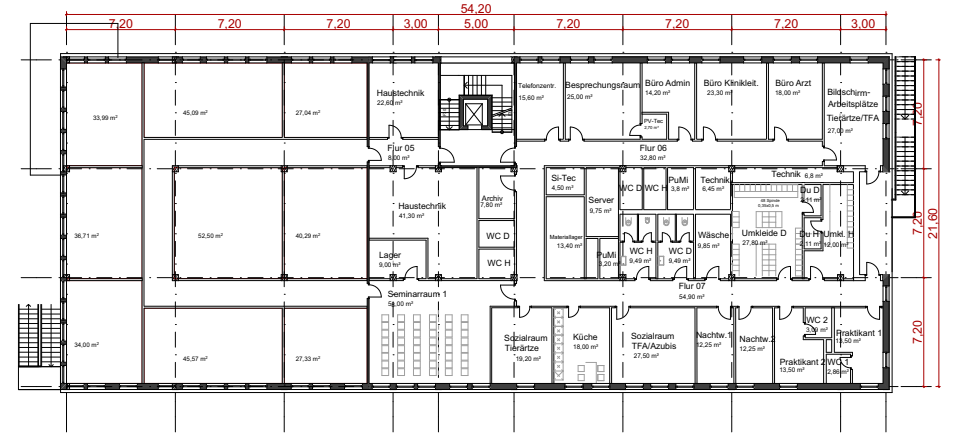 54,20
7,20
7,20
7,20
3,00
5,00
7,20
7,20
7,20
3,00
33,99 m²
45,09 m²
27,04 m²
Haustechnik
22,60 m²
Telefonzentr.
15,60 m²
Besprechungsraum
25,00 m²
Büro Admin
14,20 m²
PV-Tec
2,70 m²
Büro Klinikleit.
23,30 m²
Büro Arzt
18,00 m²
Bildschirm-
Arbeitsplätze
Tierärzte/TFA
27,00 m²
7,20
Flur 05
8,00 m²
Flur 06
32,80 m²
36,71 m²
52,50 m²
40,29 m²
Haustechnik
41,30 m²
Archiv
7,80 m²
WC D
WC H
Lager
9,00 m²
Si-Tec
4,50 m²
Server
9,75 m²
Materiallager
13,40 m²
PuMi
3,20 m²
WC D
WC H
PuMi
3,8 m²
Technik
6,45 m²
Technik 6,8 m²
WC H
9,49 m²
WC D
9,49 m²
Wäsche
9,85 m²
48 Spinde
Umkleide D
27,80 m²
Du D
2,11 m²
Du H
2,11 m²
Umkl. H
12,00 m²
7,20
21,60
Seminarraum 1
Flur 07
54,90 m²
34,00 m²
45,57 m²
27,33 m²
Sozialraum
Tierärzte
19,20 m²
Küche
18,00 m²
Sozialraum
TFA/Azubis
27,50 m²
Nachtw.1
12,25 m²
Nachtw.2
12,25 m²
WC 2
Praktikant 1
13,50 m²
Praktikant 2
13,50 m²
WC 1
2,86 m²
7,20